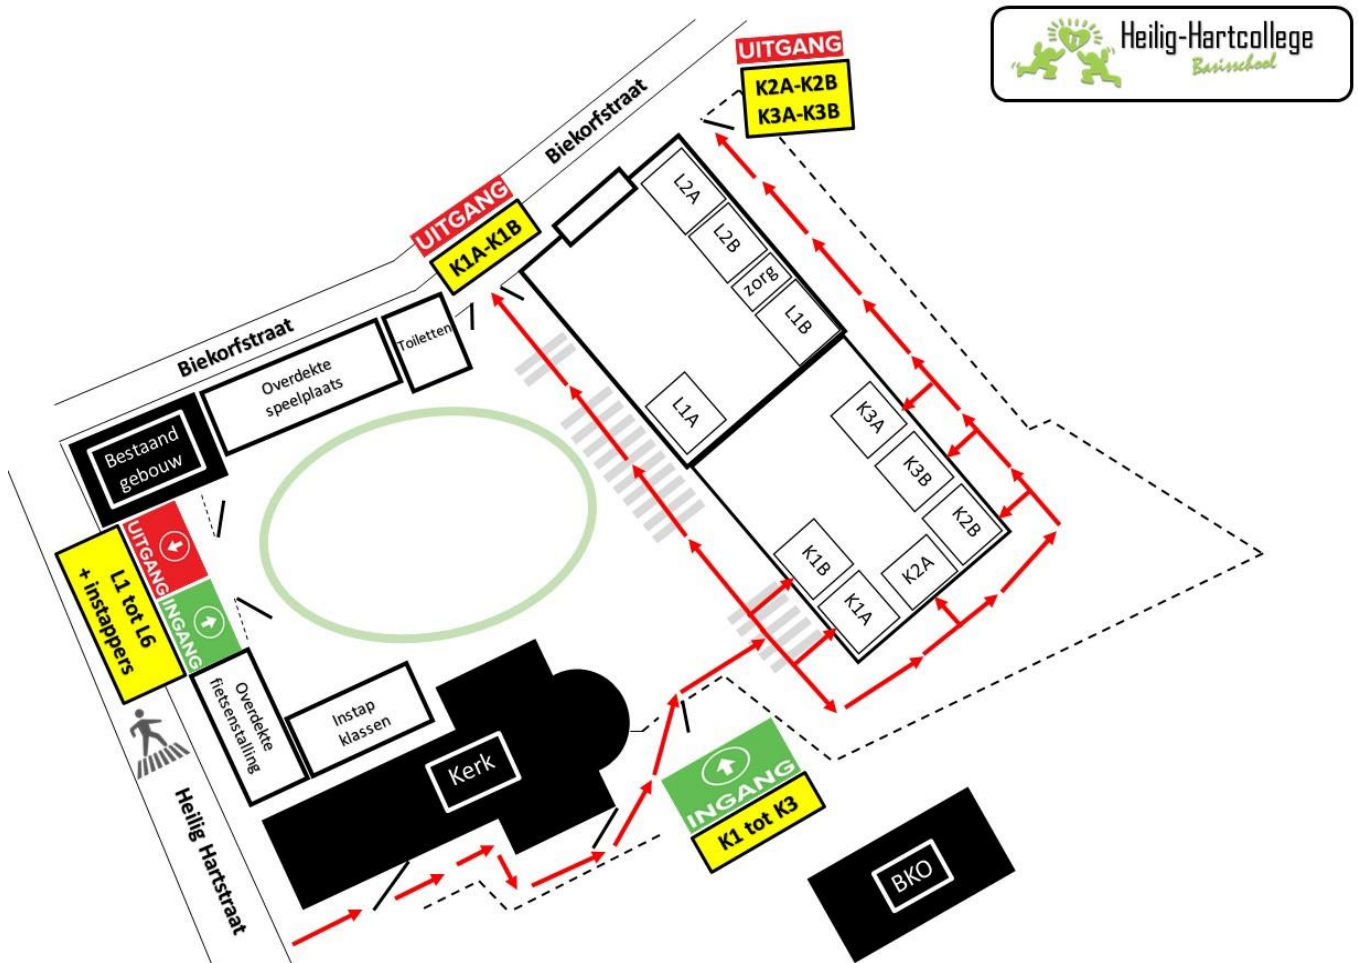 Heilig-Hartcollege
Basisschool
UITGANG
K2A-K2B
K3A-K3B
Biekorfstraat
UITGANG
K1A-K1B
Biekorfstraat
Toiletten
Overdekte
speelplaats
Bestaand
gebouw
L2A
L2B
zorg
L1B
L1A
K3A
K3B
K2B
K2A
K1B
K1A
UITGANG
INGANG
L1 tot L6
+ instappers
Overdekte
fietsenstalling
Instap
klassen
Kerk
INGANG
K1 tot K3
BKO
Heilig Hartstraat